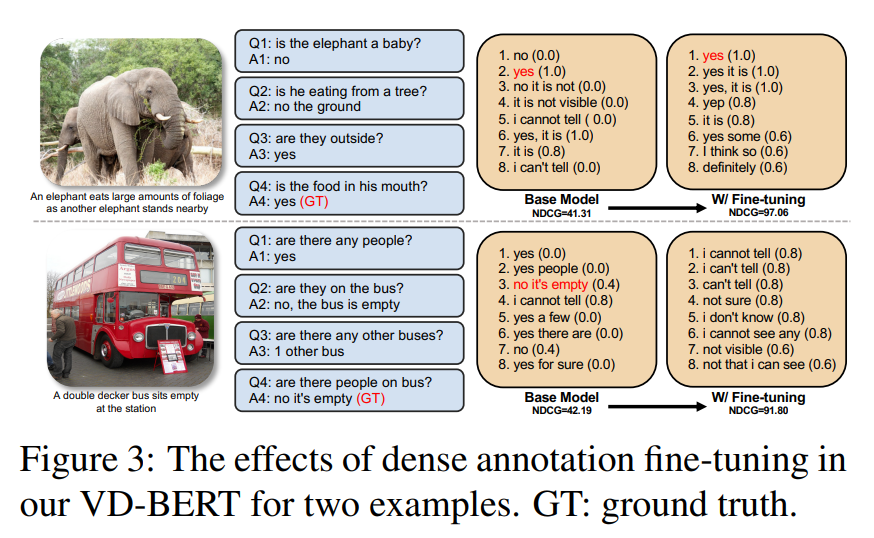 Q1: is the elephant a baby?
A1: no
Q2: is he eating from a tree?
A2: no the ground
Q3: are they outside?
A3: yes
Q4: is the food in his mouth?
A4: yes (GT)
An elephant eats large amounts of foliage
as another elephant stands nearby
1. no (0.0)
2. yes (1.0)
3. no it is not (0.0)
4. it is not visible (0.0)
5. i cannot tell ( 0.0)
6. yes, it is (1.0)
7. it is (0.8)
8. i can't tell (0.0)
Base Model
NDCG=41.31
1. yes (1.0)
2. yes it is (1.0)
3. yes, it is (1.0)
4. yep (0.8)
5. it is (0.8)
6. yes some (0.6)
7. I think so (0.6)
8. definitely (0.6)
W/ Fine-tuning
NDCG=97.06
Q1: are there any people?
A1: yes
Q2: are they on the bus?
A2: no, the bus is empty
Q3: are there any other buses?
A3: 1 other bus
Q4: are there people on bus?
A4: no it's empty (GT)
A double decker bus sits empty
at the station
1. yes (0.0)
2. yes people (0.0)
3. no it's empty (0.4)
4. i cannot tell (0.8)
5. yes a few (0.0)
6. yes there are (0.0)
7. no (0.4)
8. yes for sure (0.0)
Base Model
NDCG=42.19
1. i cannot tell (0.8)
2. i can't tell (0.8)
3. can't tell (0.8)
4. not sure (0.8)
5. i don't know (0.8)
6. i cannot see any (0.8)
7. not visible (0.6)
8. not that i can see (0.6)
W/ Fine-tuning
NDCG=91.80
Figure 3: The effects of dense annotation fine-tuning in
our VD-BERT for two examples. GT: ground truth.